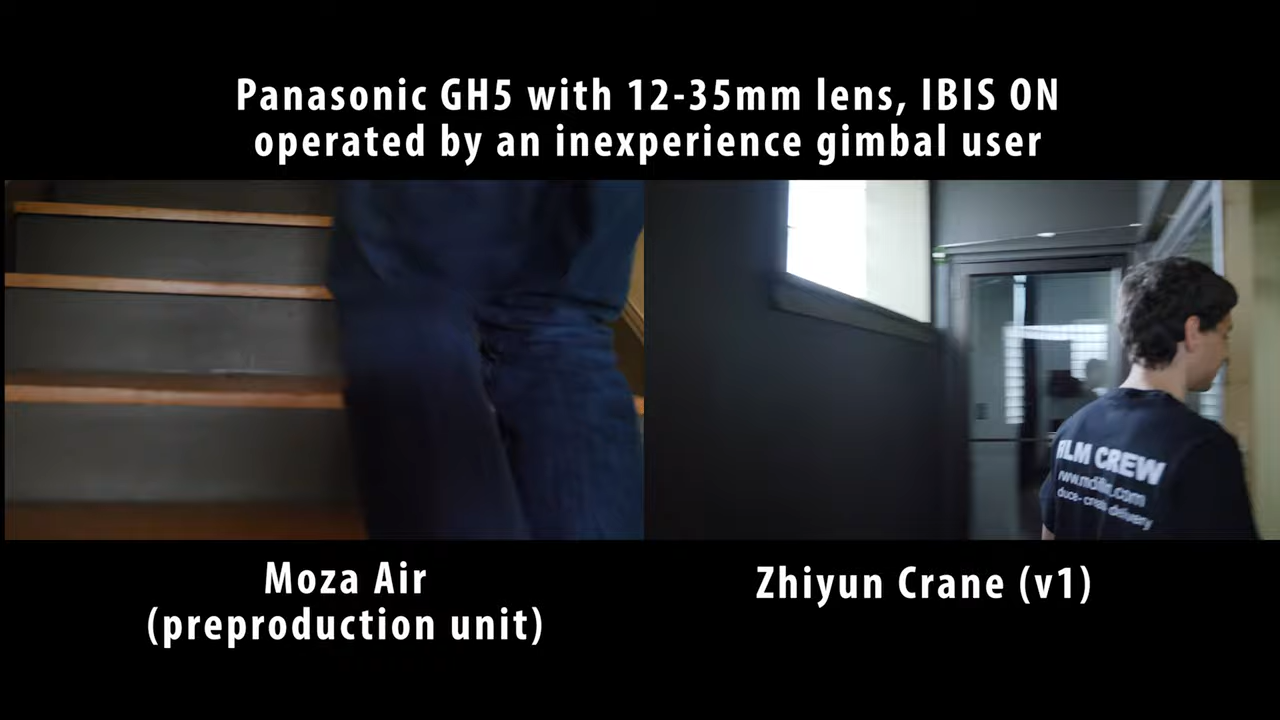 Panasonic GH5 with 12-35mm lens, IBIS ON
operated by an inexperience gimbal user
FILM CREW
Moza Air
(preproduction unit)
Zhiyun Crane (v1)